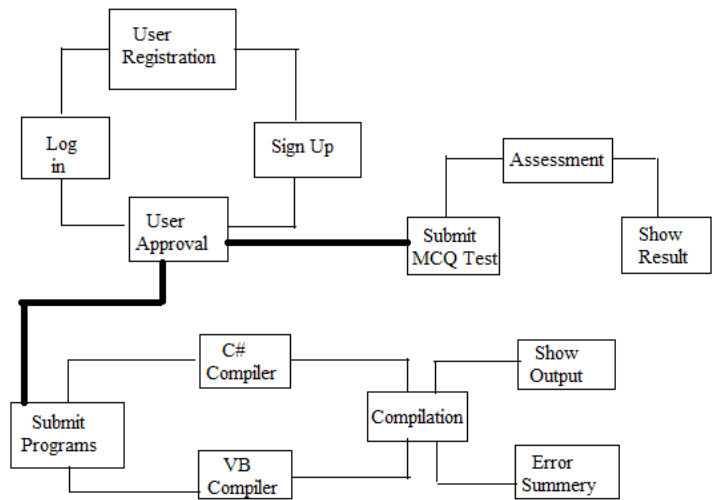 User
Registration
Log
in
Sign Up
Assessment
User
Approval
Submit
MCQ Test
Show
Result
C#
Compiler
Show
Output
Submit
Programs
Compilation
VB
Compiler
Error
Summery